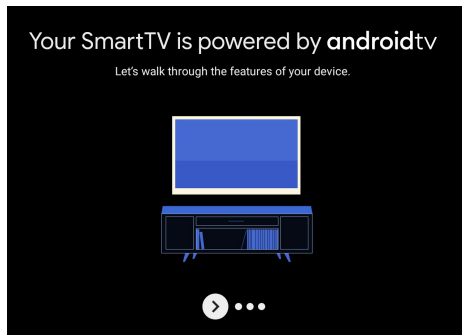 Your SmartTV is powered by androidtv
Let's walk through the features of your device.